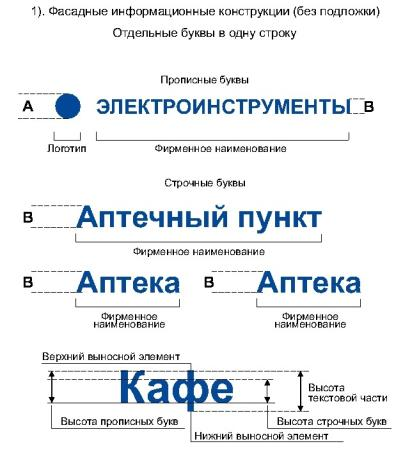 1). Фасадные информационные конструкции (без подложки)
Отдельные буквы в одну строку
Прописные буквы
А ЭЛЕКТРОИНСТРУМЕНТЫ В
Логотип Фирменное наименование
Строчные буквы
В Аптечный пункт
Фирменное наименование
В Аптека В Аптека
Фирменное Фирменное
наименование наименование
Верхний выносной элемент
Кафе
Высота
текстовой части
Высота прописных букв Высота строчных букв
Нижний выносной элемент